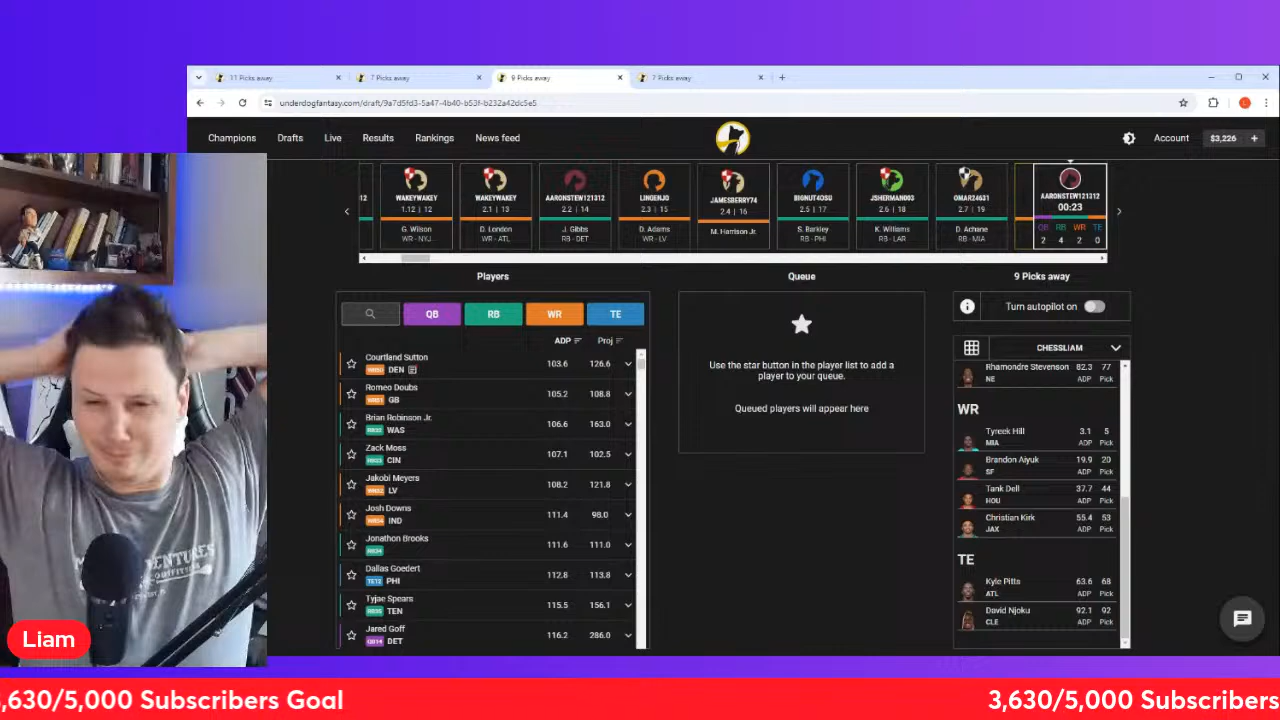 11 Picks away
7 Picks away
9 Picks away
7 Picks away
underdogfantasy.com/draft/9a7d5fd3-5a47-4b40-b53f-b232a42dc5e5
Champions Drafts Live Results Rankings News feed
Account $3,226 +
12
WAKEYWAKEY
1.12 | 12
G. Wilson
WR - NYJ
WAKEYWAKEY
2.1 | 13
D. London
WR - ATL
AARONSTEW121312
2.2 | 14
J. Gibbs
RB - DET
LINGENJO
2.3 | 15
D. Adams
WR - LV
JAMESBERRY74
2.4 | 16
M. Harrison Jr.
BIGNUT4OSU
2.5 | 17
S. Barkley
RB - PHI
JSHERMAN003
2.6 | 18
K. Williams
RB - LAR
OMARZ4631
2.7 | 19
D. Achane
RB - MIA
AARONSTEW121312
00:23
QB RB WR TE
2 4 2 0
Players
Queue
9 Picks away
QB RB WR TE
ADP Proj
Courtland Sutton
DEN
103.6 126.6
Romeo Doubs
GB
105.2 108.8
Brian Robinson Jr.
WAS
106.6 163.0
Zack Moss
CIN
107.1 102.5
Jakobi Meyers
LV
108.2 121.8
Josh Downs
IND
111.4 98.0
Jonathon Brooks
111.6 111.0
Dallas Goedert
PHI
112.8 113.8
Tyjae Spears
TEN
115.5 156.1
Jared Goff
DET
116.2 286.0
Use the star button in the player list to add a
player to your queue.
Queued players will appear here
Turn autopilot on
CHESSLIAM
Rhamondre Stevenson 82.3 77
NE ADP Pick
WR
Tyreek Hill 3.1 5
MIA ADP Pick
Brandon Aiyuk 19.9 20
SF ADP Pick
Tank Dell 37.7 44
HOU ADP Pick
Christian Kirk 55.4 53
JAX ADP Pick
TE
Kyle Pitts 63.6 68
ATL ADP Pick
David Njoku 92.1 92
CLE ADP Pick
Liam
,630/5,000 Subscribers Goal
3,630/5,000 Subscribers